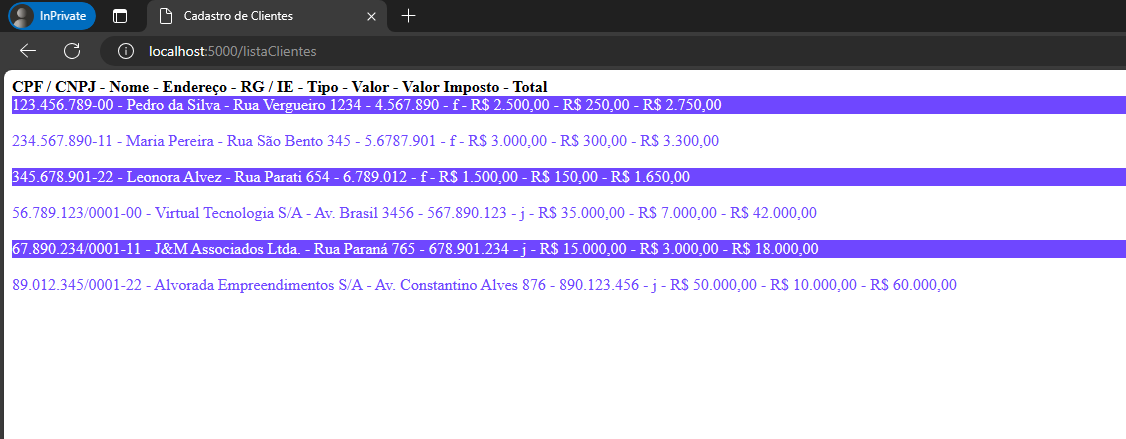 InPrivate
Cadastro de Clientes
localhost:5000/listaClientes
CPF / CNPJ - Nome - Endereço - RG / IE - Tipo - Valor - Valor Imposto - Total
123.456.789-00 - Pedro da Silva - Rua Vergueiro 1234 - 4.567.890 - f - R$ 2.500,00 - R$ 250,00 - R$ 2.750,00
234.567.890-11 - Maria Pereira - Rua São Bento 345 - 5.6787.901 - f - R$ 3.000,00 - R$ 300,00 - R$ 3.300,00
345.678.901-22 - Leonora Alvez - Rua Parati 654 - 6.789.012 - f - R$ 1.500,00 - R$ 150,00 - R$ 1.650,00
56.789.123/0001-00 - Virtual Tecnologia S/A - Av. Brasil 3456 - 567.890.123 - j - R$ 35.000,00 - R$ 7.000,00 - R$ 42.000,00
67.890.234/0001-11 - J&M Associados Ltda. - Rua Paraná 765 - 678.901.234 - j - R$ 15.000,00 - R$ 3.000,00 - R$ 18.000,00
89.012.345/0001-22 - Alvorada Empreendimentos S/A - Av. Constantino Alves 876 - 890.123.456 - j - R$ 50.000,00 - R$ 10.000,00 - R$ 60.000,00